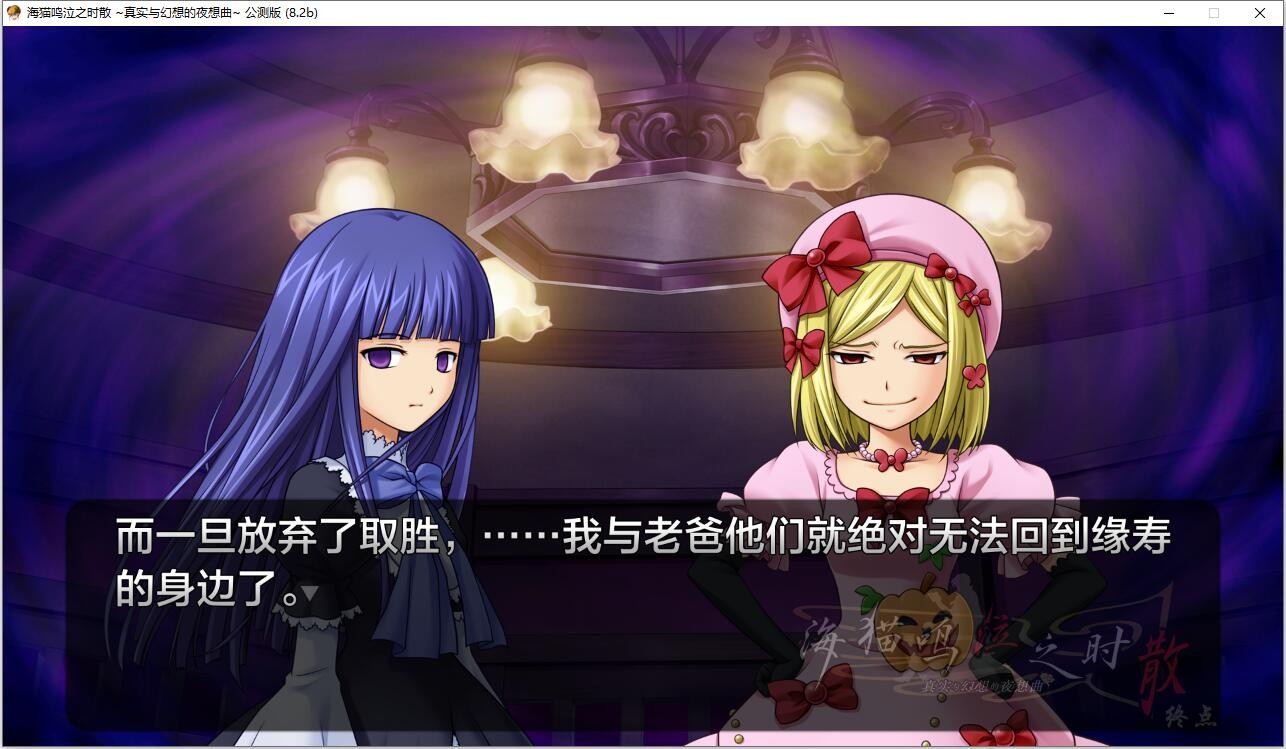 海猫鸣泣之时散 ~真实与幻想的夜想曲~ 公测版 (8.2b)
而一旦放弃了取胜，……我与老爸他们就绝对无法回到缘寿
的身边了。
海猫鸣泣之时散
真实与幻想的夜想曲
终点